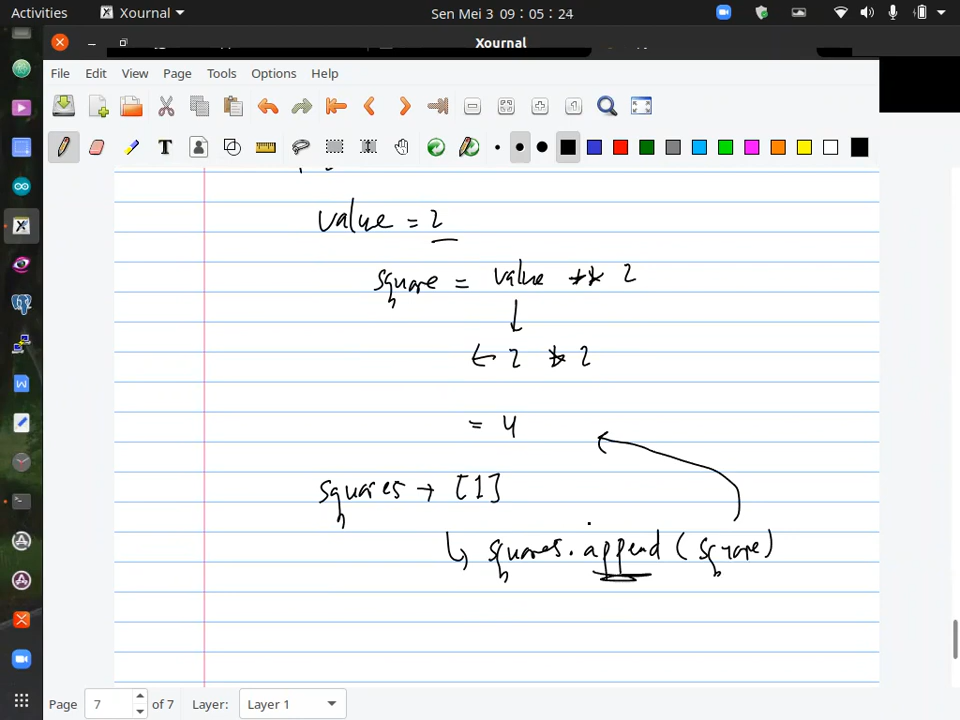 Activities Xournal Sen Mei 3 09 : 05 : 24
Xournal
File Edit View Page Tools Options Help
value = 2
square = value ** 2
↓
← 2 * 2
= 4
squares → [1]
↳ squares.append(square)
Page 7 of 7 Layer: Layer 1